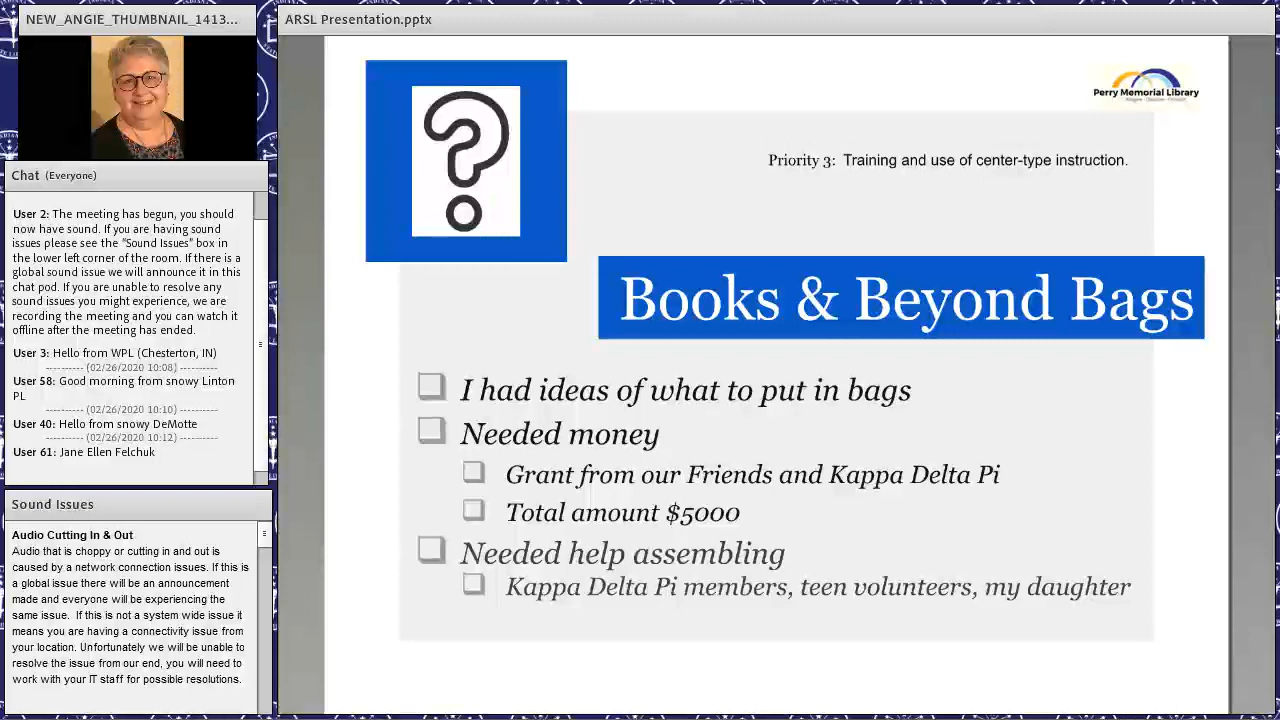 NEW_ANGIE_THUMBNAIL_1413...
ARSL Presentation.pptx
Chat (Everyone)
User 2: The meeting has begun, you should
now have sound. If you are having sound
issues please see the "Sound Issues" box in
the lower left corner of the room. If there is a
global sound issue we will announce it in this
chat pod. If you are unable to resolve any
sound issues you might experience, we are
recording the meeting and you can watch it
offline after the meeting has ended.
User 3: Hello from WPL (Chesterton, IN)
---------- (02/26/2020 10:08) ---------
User 58: Good morning from snowy Linton
PL
---------- (02/26/2020 10:10) ---------
User 40: Hello from snowy DeMotte
---------- (02/26/2020 10:12) ---------
User 61: Jane Ellen Felchuk
Sound Issues
Audio Cutting In & Out
Audio that is choppy or cutting in and out is
caused by a network connection issues. If this is
a global issue there will be an announcement
made and everyone will be experiencing the
same issue. If this is not a system wide issue it
means you are having a connectivity issue from
your location. Unfortunately we will be unable to
resolve the issue from our end, you will need to
work with your IT staff for possible resolutions.
?
Perry Memorial Library
Priority 3: Training and use of center-type instruction.
Books & Beyond Bags
I had ideas of what to put in bags
Needed money
Grant from our Friends and Kappa Delta Pi
Total amount $5000
Needed help assembling
Kappa Delta Pi members, teen volunteers, my daughter